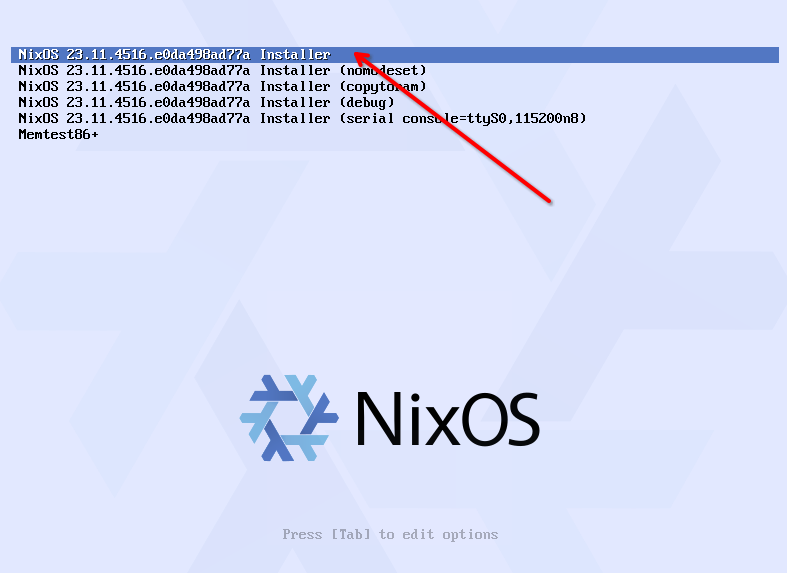 NixOS 23.11.4516.e0da498ad77a Installer
NixOS 23.11.4516.e0da498ad77a Installer (nomodeset)
NixOS 23.11.4516.e0da498ad77a Installer (copytoram)
NixOS 23.11.4516.e0da498ad77a Installer (debug)
NixOS 23.11.4516.e0da498ad77a Installer (serial console=ttyS0,115200n8)
Memtest86+
NixOS
Press [Tab] to edit options